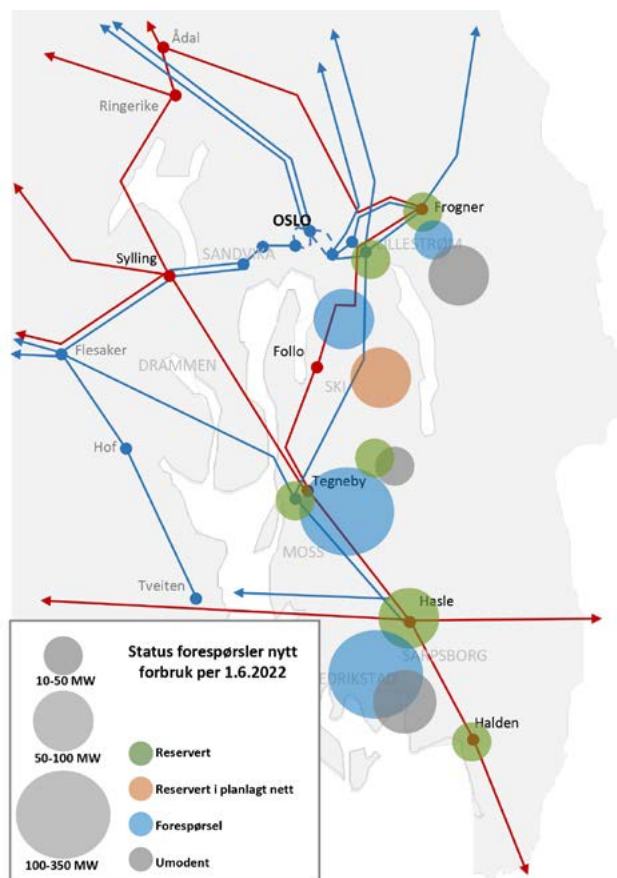 Ådal
Ringerike
Frogner
OSLO
LILLESTRØM
SANDVIKA
Sylling
Flesaker
DRAMMEN
Follo
SKI
Hof
Tegneby
MOSS
Tveiten
Hasle
SARPSBORG
FREDRIKSTAD
Halden
Status forespørsler nytt
forbruk per 1.6.2022
10-50 MW
50-100 MW
100-350 MW
Reservert
Reservert i planlagt nett
Forespørsel
Umodent